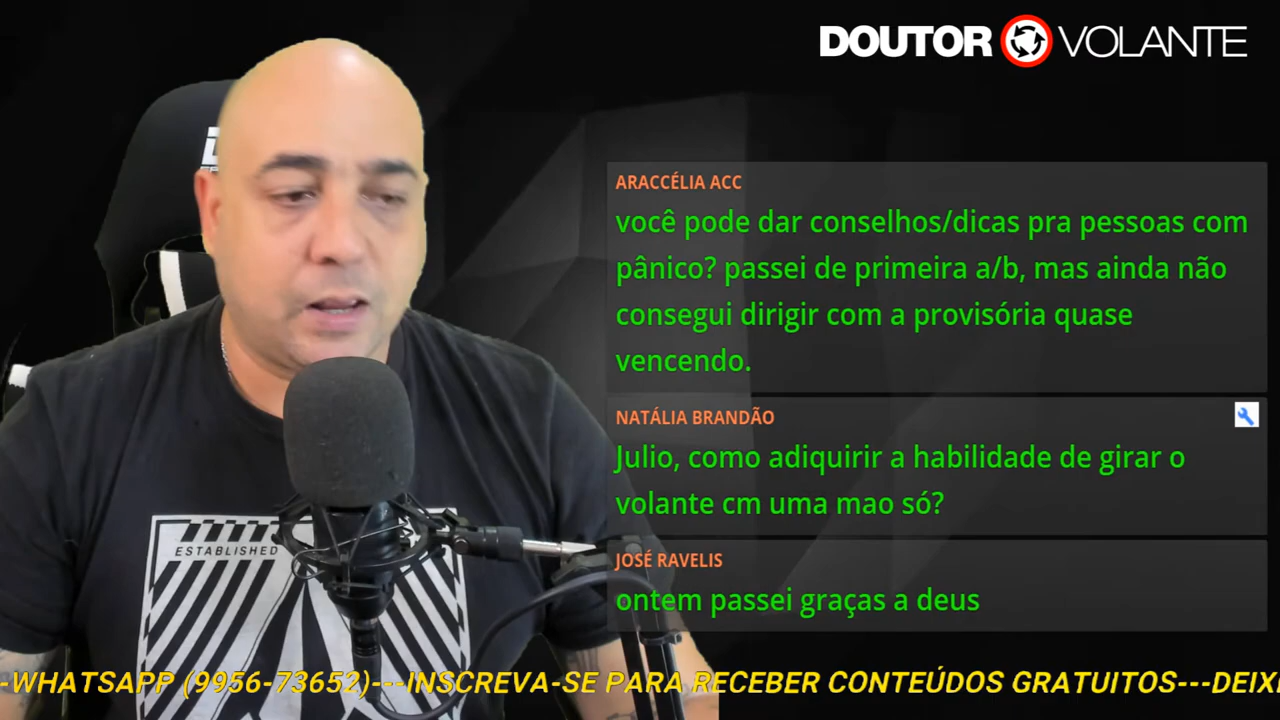 DOUTOR VOLANTE
ARACCÉLIA ACC
você pode dar conselhos/dicas pra pessoas com
pânico? passei de primeira a/b, mas ainda não
consegui dirigir com a provisória quase
vencendo.
NATÁLIA BRANDÃO
Julio, como adiquirir a habilidade de girar o
volante cm uma mao só?
JOSÉ RAVELIS
ontem passei graças a deus
ESTABLISHED
-WHATSAPP (9956-73652)---INSCREVA-SE PARA RECEBER CONTEÚDOS GRATUITOS---DEIX